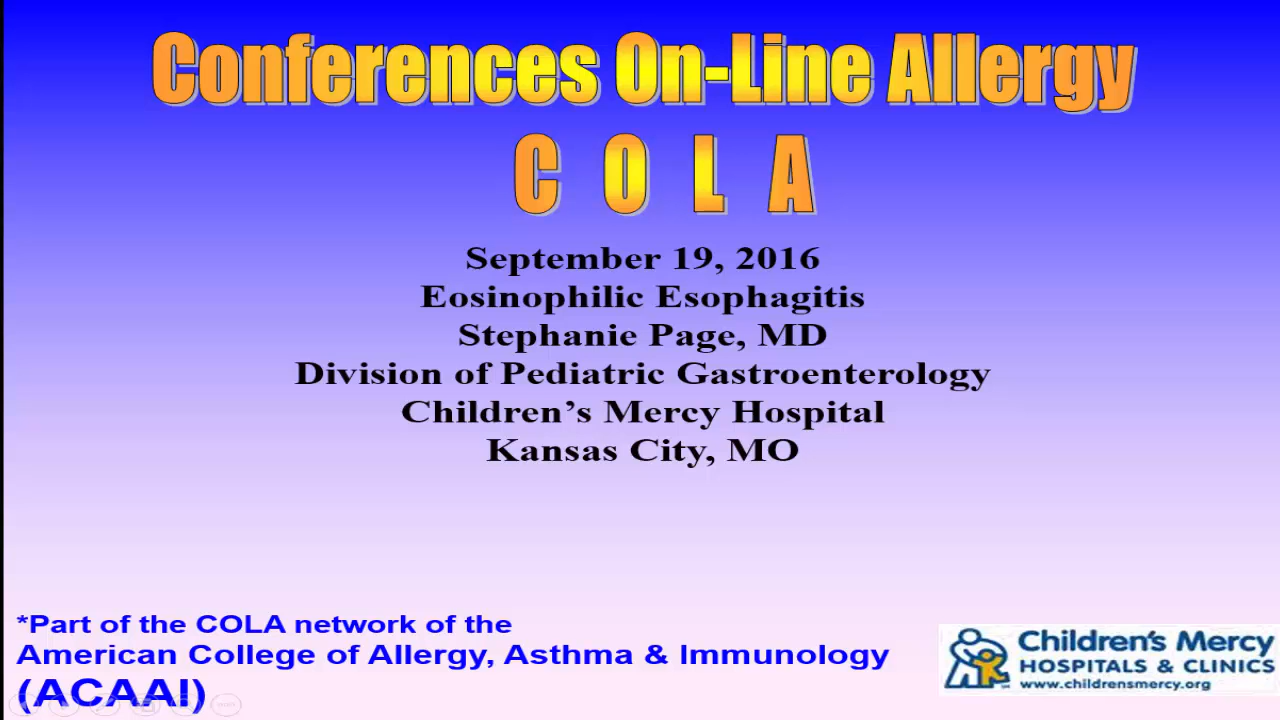 Conferences On-Line Allergy
C O L A
September 19, 2016
Eosinophilic Esophagitis
Stephanie Page, MD
Division of Pediatric Gastroenterology
Children’s Mercy Hospital
Kansas City, MO
*Part of the COLA network of the
American College of Allergy, Asthma & Immunology
(ACAAI)
Children's Mercy
HOSPITALS & CLINICS
www.childrensmercy.org